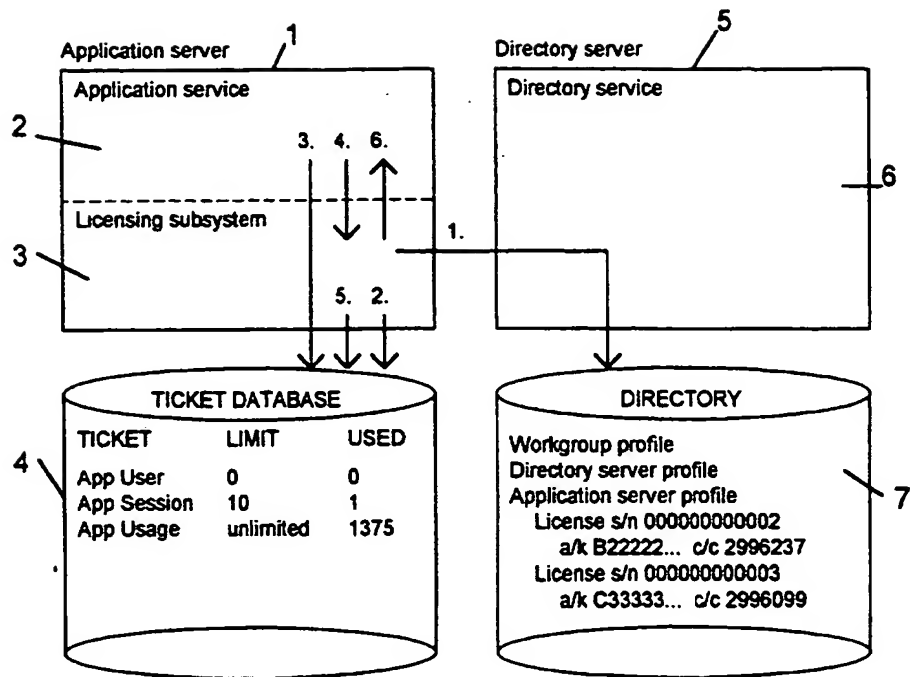 Application server
1
Application service
2
3. 4. 6.
Licensing subsystem
3
1.
5. 2.
TICKET DATABASE
TICKET LIMIT USED
4
App User 0 0
App Session 10 1
App Usage unlimited 1375
Directory server
5
Directory service
6
DIRECTORY
Workgroup profile
Directory server profile
Application server profile
7
License s/n 000000000002
a/k B22222... c/c 2996237
License s/n 000000000003
a/k C33333... c/c 2996099